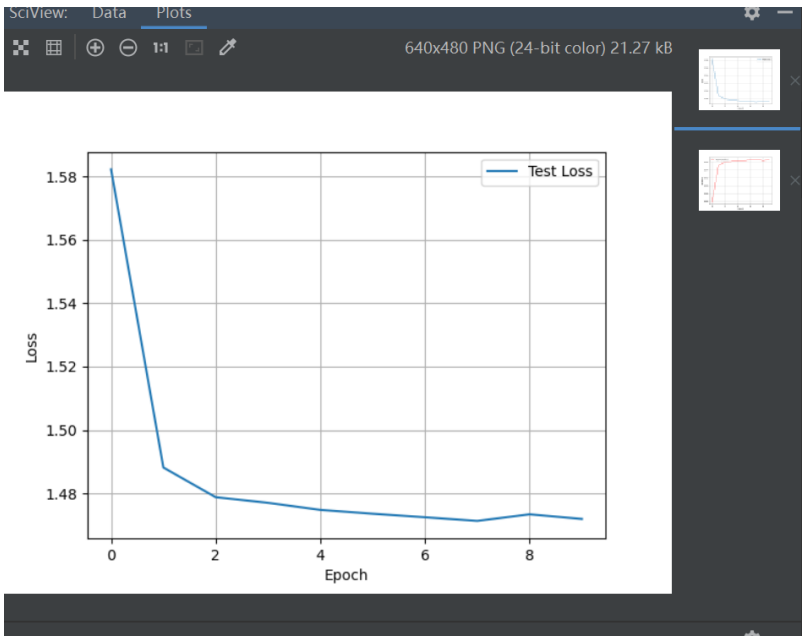 SciView: Data Plots
1:1
640x480 PNG (24-bit color) 21.27 kB
Test Loss
1.58
1.56
1.54
1.52
1.50
1.48
Loss
0 2 4 6 8
Epoch